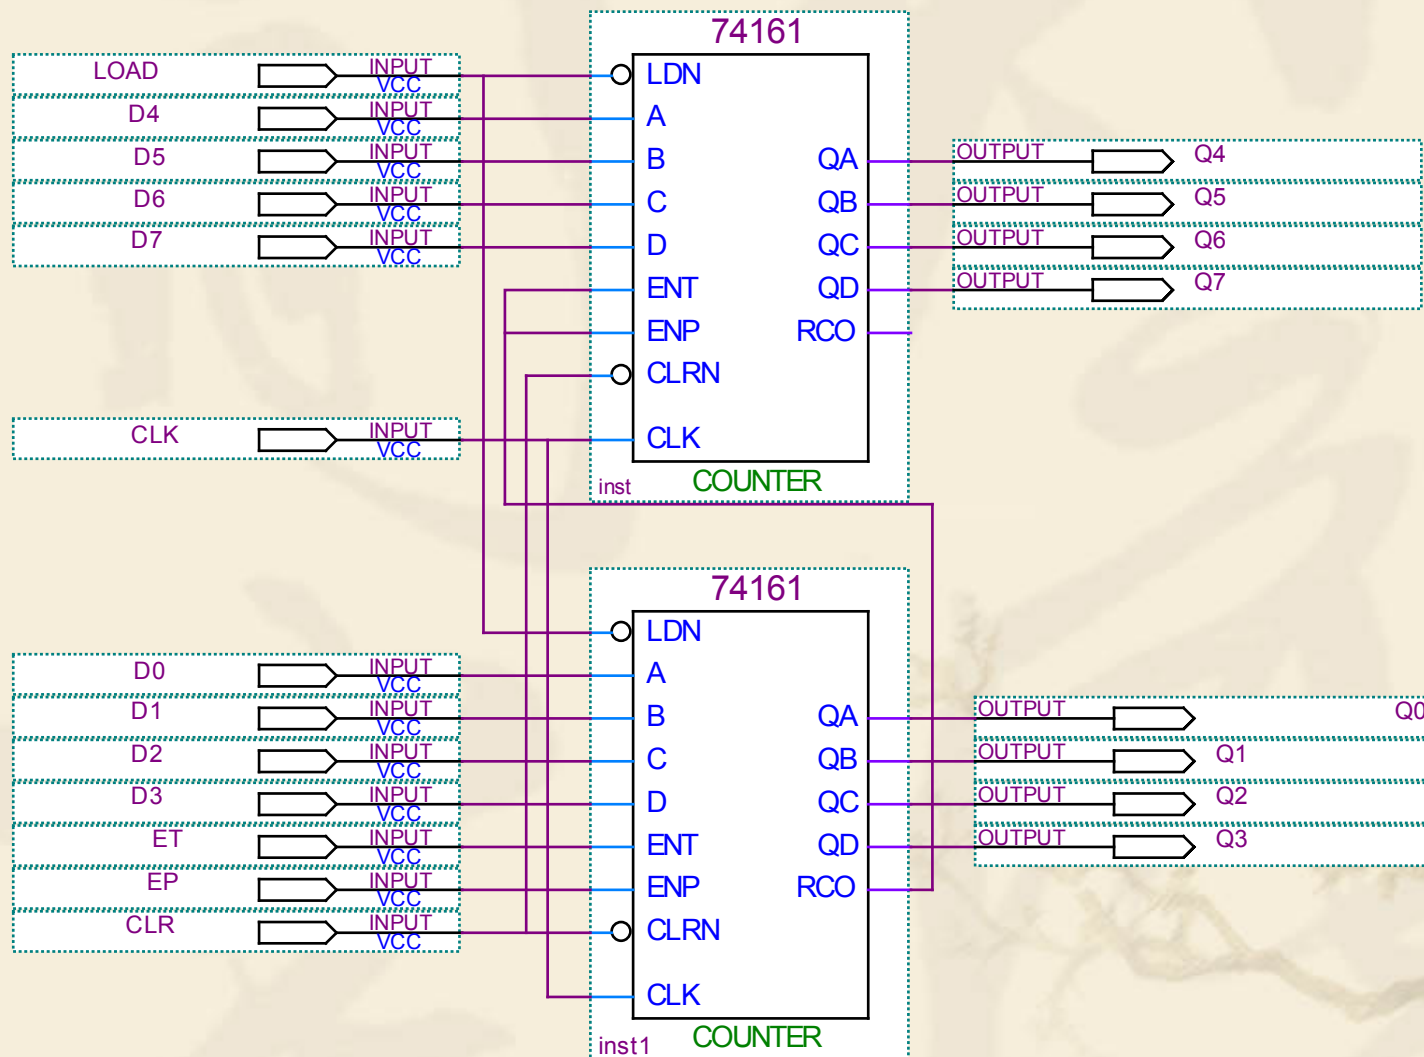 74161
LOAD INPUT VCC LDN
D4 INPUT VCC A
D5 INPUT VCC B QA OUTPUT Q4
D6 INPUT VCC C QB OUTPUT Q5
D7 INPUT VCC D QC OUTPUT Q6
ENT QD OUTPUT Q7
ENP RCO
CLRN
CLK INPUT VCC CLK
inst COUNTER
74161
LDN
D0 INPUT VCC A
D1 INPUT VCC B QA OUTPUT Q0
D2 INPUT VCC C QB OUTPUT Q1
D3 INPUT VCC D QC OUTPUT Q2
ET INPUT VCC ENT QD OUTPUT Q3
EP INPUT VCC ENP RCO
CLR INPUT VCC CLRN
CLK
inst1 COUNTER